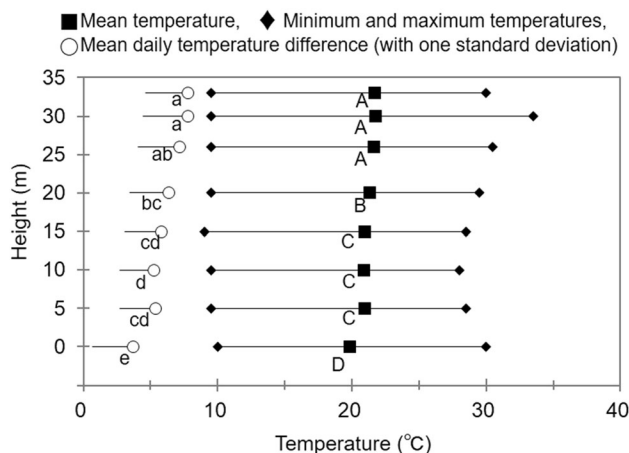 Mean temperature, Minimum and maximum temperatures,
Mean daily temperature difference (with one standard deviation)
35
a A
30
a A
25
ab A
20
bc B
15
cd C
10
d C
5
cd C
0
e D
0 10 20 30 40
Height (m)
Temperature (°C)